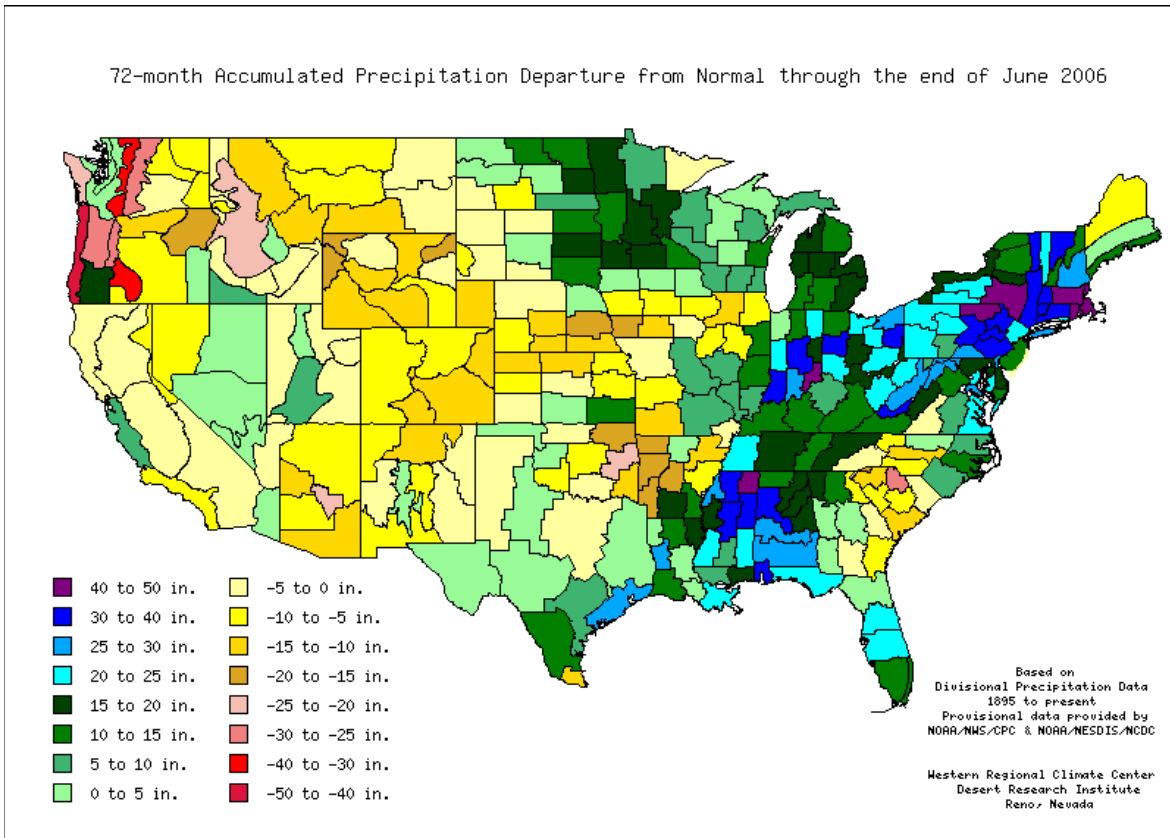 72-month Accumulated Precipitation Departure from Normal through the end of June 2006
40 to 50 in.
30 to 40 in.
25 to 30 in.
20 to 25 in.
15 to 20 in.
10 to 15 in.
5 to 10 in.
0 to 5 in.
-5 to 0 in.
-10 to -5 in.
-15 to -10 in.
-20 to -15 in.
-25 to -20 in.
-30 to -25 in.
-40 to -30 in.
-50 to -40 in.
Based on
Divisional Precipitation Data
1895 to present
Provisional data provided by
NOAA/NWS/CPC & NOAA/NESDIS/NCDC
Western Regional Climate Center
Desert Research Institute
Reno, Nevada